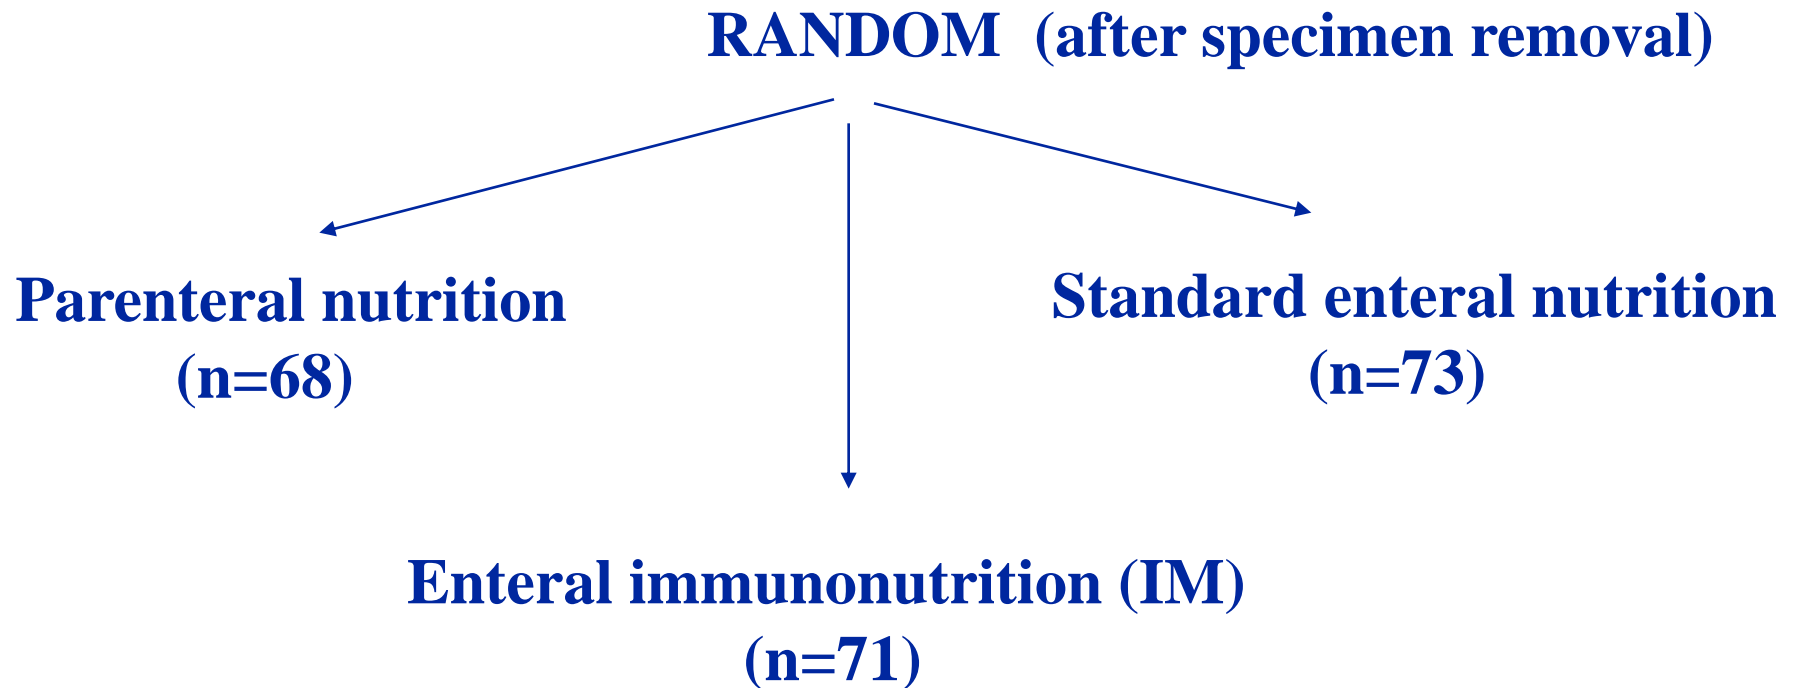 RANDOM (after specimen removal)
Parenteral nutrition
(n=68)
Standard enteral nutrition
(n=73)
Enteral immunonutrition (IM)
(n=71)